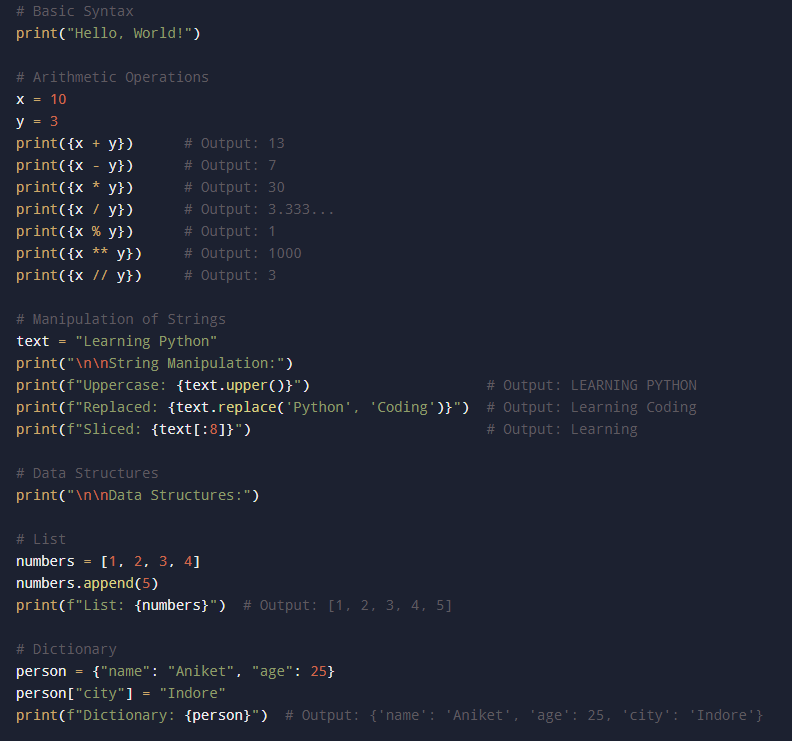 # Basic Syntax
print("Hello, World!")
# Arithmetic Operations
x = 10
y = 3
print({x + y})      # Output: 13
print({x - y})      # Output: 7
print({x * y})      # Output: 30
print({x / y})      # Output: 3.333...
print({x % y})      # Output: 1
print({x ** y})     # Output: 1000
print({x // y})     # Output: 3
# Manipulation of Strings
text = "Learning Python"
print("\n\nString Manipulation:")
print(f"Uppercase: {text.upper()}")                     # Output: LEARNING PYTHON
print(f"Replaced: {text.replace('Python', 'Coding')}")  # Output: Learning Coding
print(f"Sliced: {text[:8]}")                            # Output: Learning
# Data Structures
print("\n\nData Structures:")
# List
numbers = [1, 2, 3, 4]
numbers.append(5)
print(f"List: {numbers}")  # Output: [1, 2, 3, 4, 5]
# Dictionary
person = {"name": "Aniket", "age": 25}
person["city"] = "Indore"
print(f"Dictionary: {person}")  # Output: {'name': 'Aniket', 'age': 25, 'city': 'Indore'}